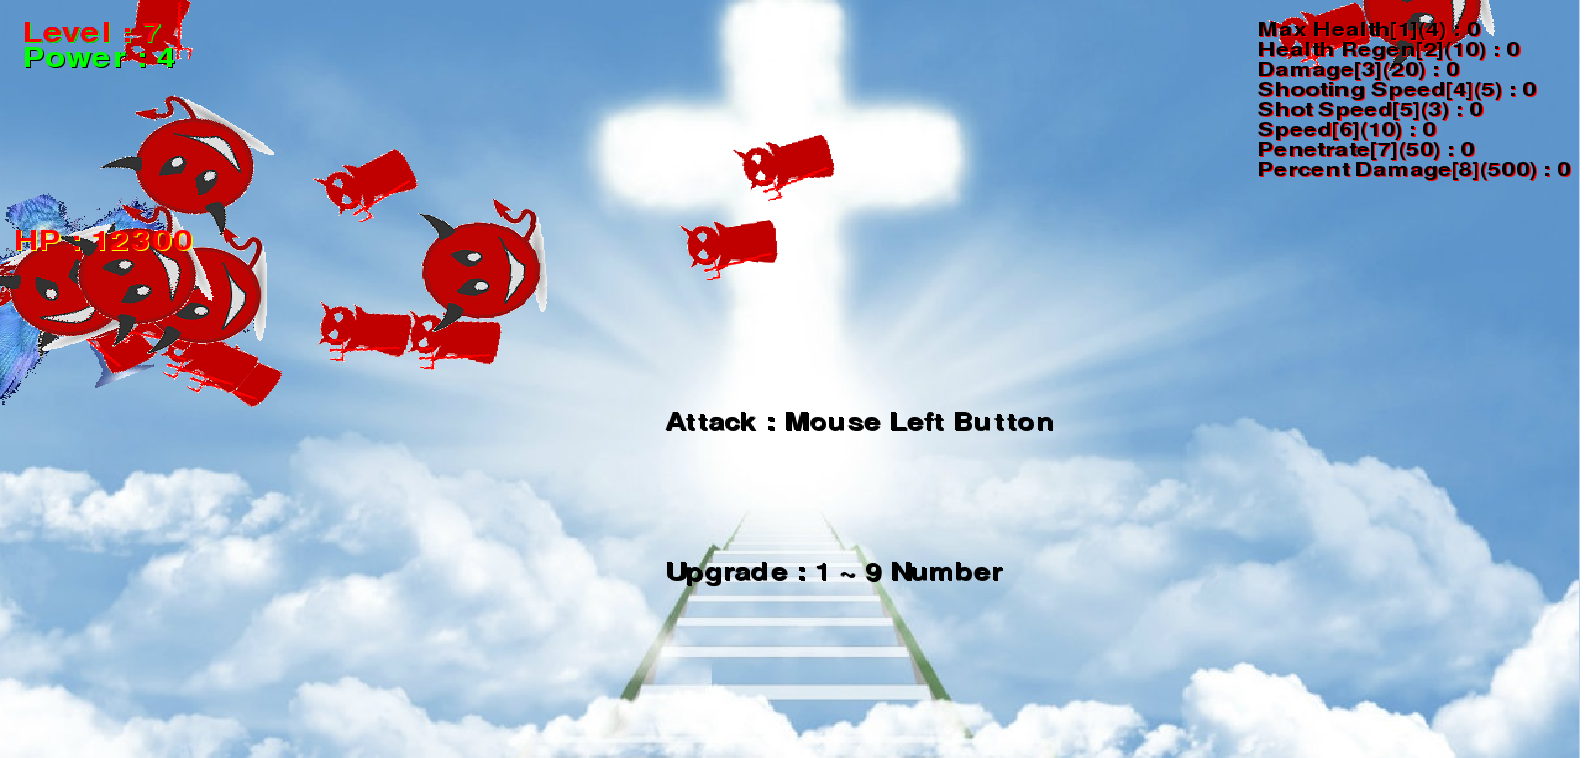 Level : 7
Power : 4
HP : 12300
Max Health[1](4) : 0
Health Regen[2](10) : 0
Damage[3](20) : 0
Shooting Speed[4](5) : 0
Shot Speed[5](3) : 0
Speed[6](10) : 0
Penetrate[7](50) : 0
Percent Damage[8](500) : 0
Attack : Mouse Left Button
Upgrade : 1 ~ 9 Number